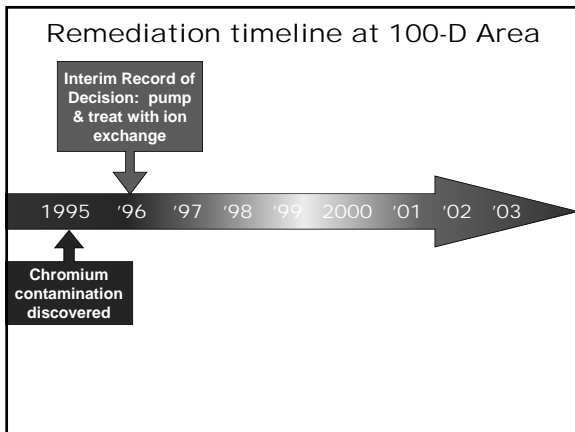 Remediation timeline at 100-D Area
Interim Record of
Decision: pump
& treat with ion
exchange
1995 '96 '97 '98 '99 2000 '01 '02 '03
Chromium
contamination
discovered